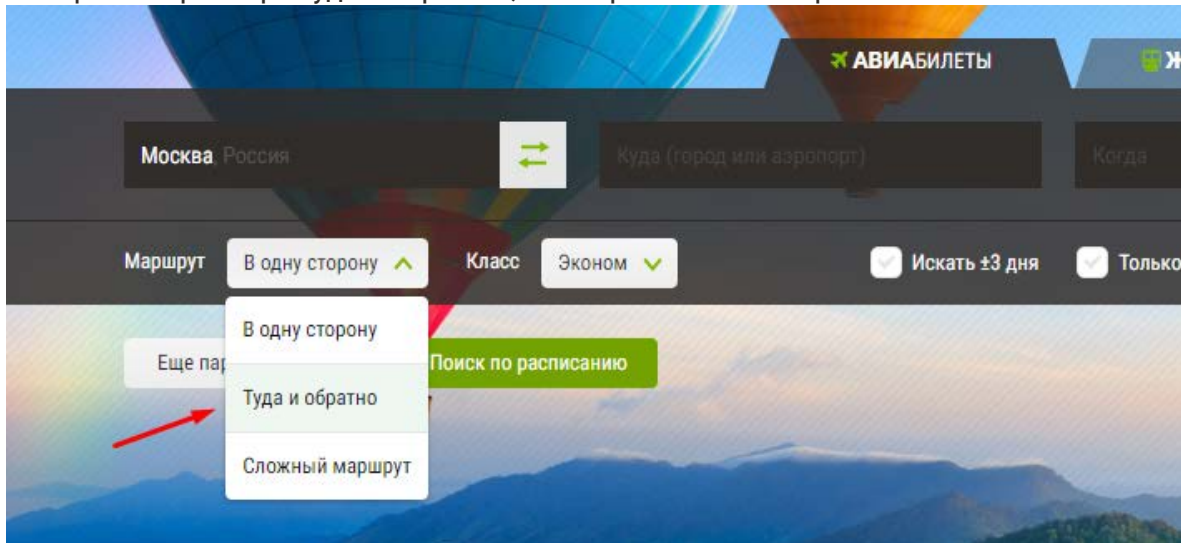 АВИАБИЛЕТЫ
Москва, Россия
Куда (город или аэропорт)
Когда
Маршрут
В одну сторону
Класс
Эконом
Искать ±3 дня
Только
В одну сторону
Еще
Поиск по расписанию
Туда и обратно
Сложный маршрут